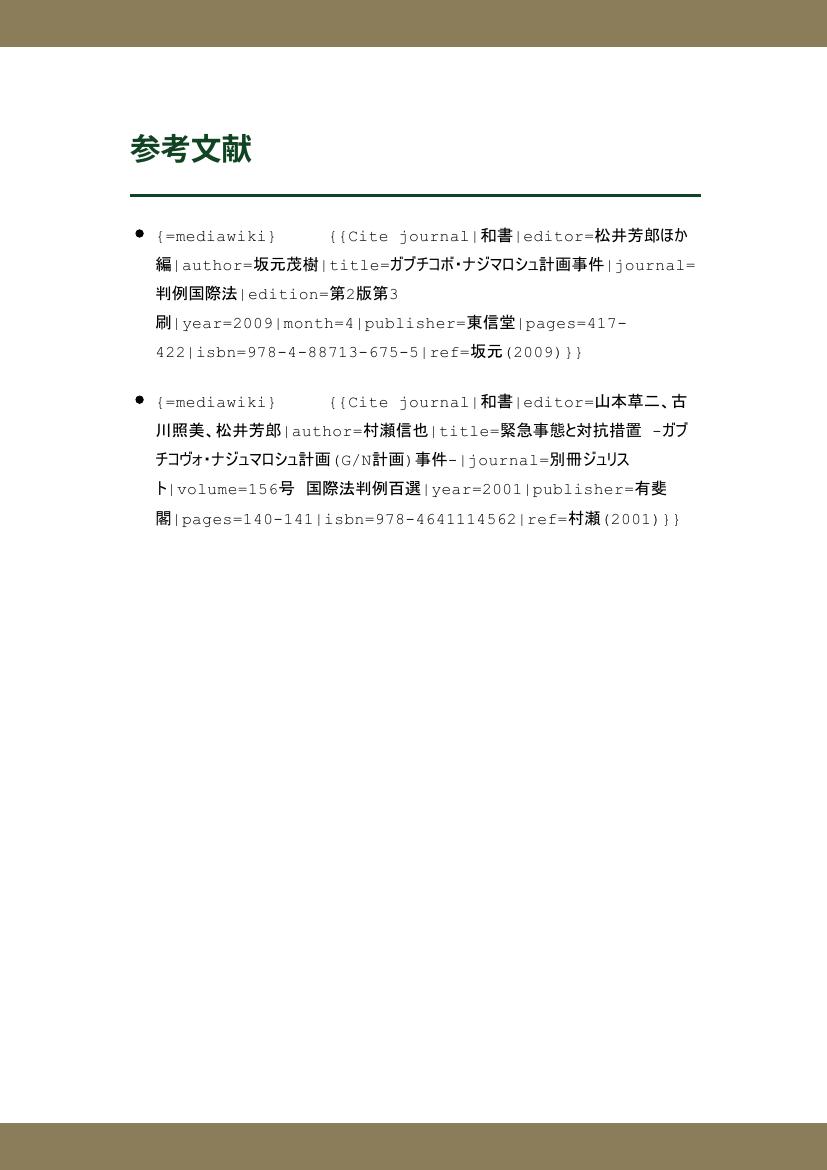 参考文献
● {=mediawiki} {{Cite journal|和書|editor=松井芳郎ほか
編|author=坂元茂樹|title=ガブチコボ・ナジマロシュ計画事件|journal=
判例国際法|edition=第2版第3
刷|year=2009|month=4|publisher=東信堂|pages=417-
422|isbn=978-4-88713-675-5|ref=坂元(2009)}}
● {=mediawiki} {{Cite journal|和書|editor=山本草二、古
川照美、松井芳郎|author=村瀬信也|title=緊急事態と対抗措置 -ガブ
チコヴォ・ナジュマロシュ計画(G/N計画)事件-|journal=別冊ジュリス
ト|volume=156号 国際法判例百選|year=2001|publisher=有斐
閣|pages=140-141|isbn=978-4641114562|ref=村瀬(2001)}}